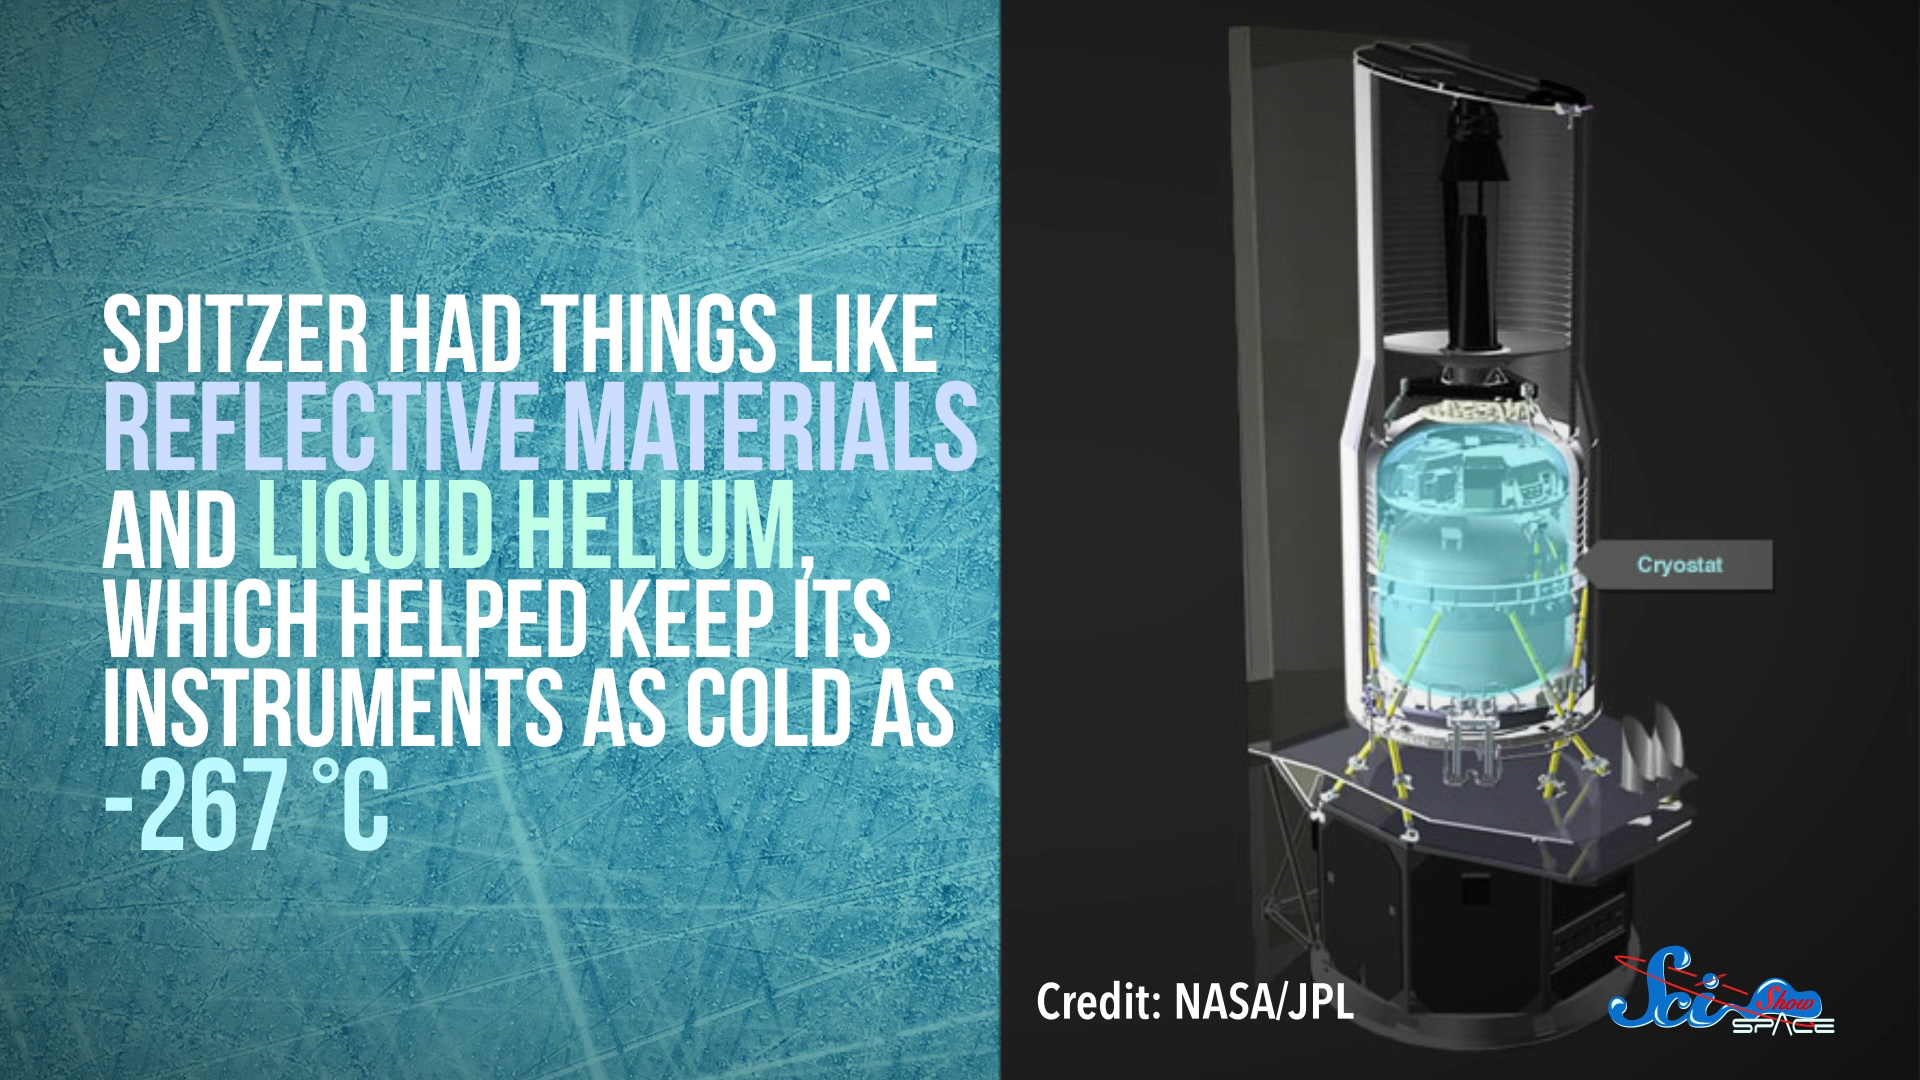 SPITZER HAD THINGS LIKE
REFLECTIVE MATERIALS
AND LIQUID HELIUM,
WHICH HELPED KEEP ITS
INSTRUMENTS AS COLD AS
-267 °C
Cryostat
Credit: NASA/JPL
Sci Show
SPACE